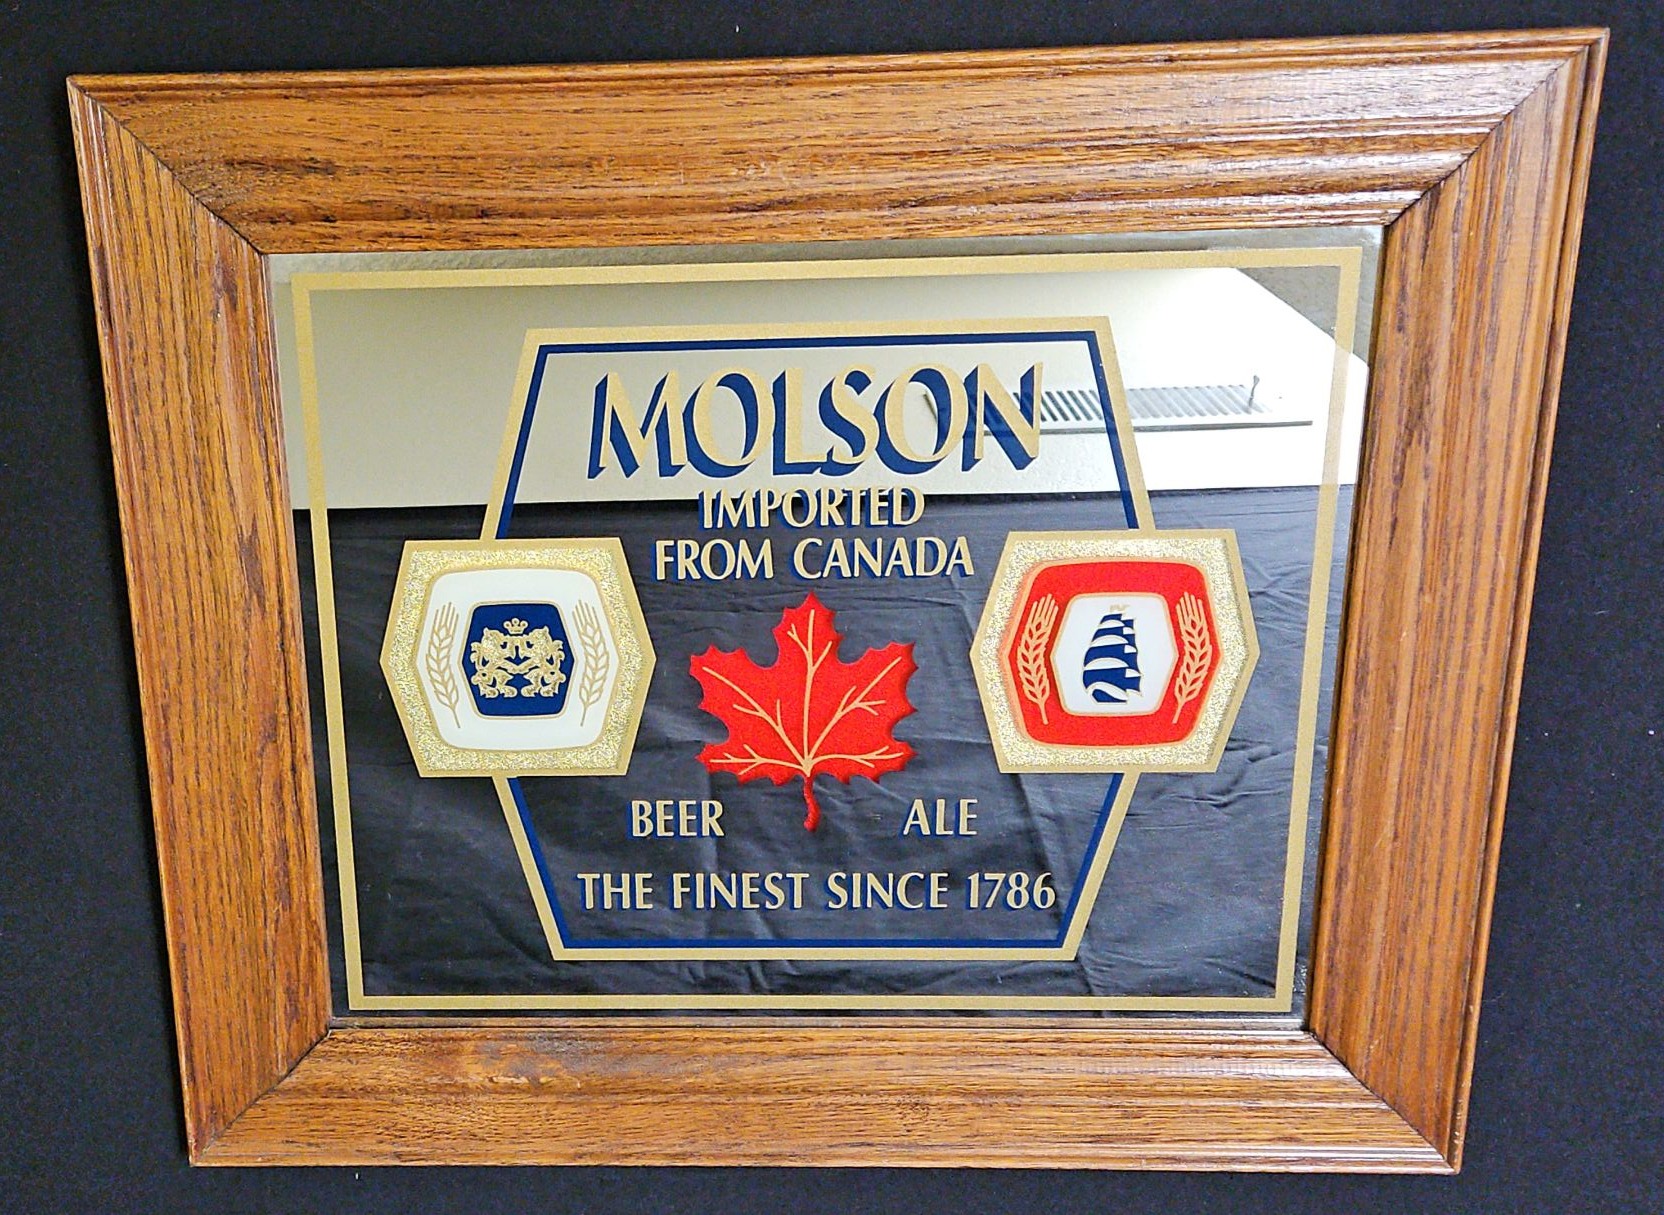 MOLSON
IMPORTED
FROM CANADA
BEER ALE
THE FINEST SINCE 1786